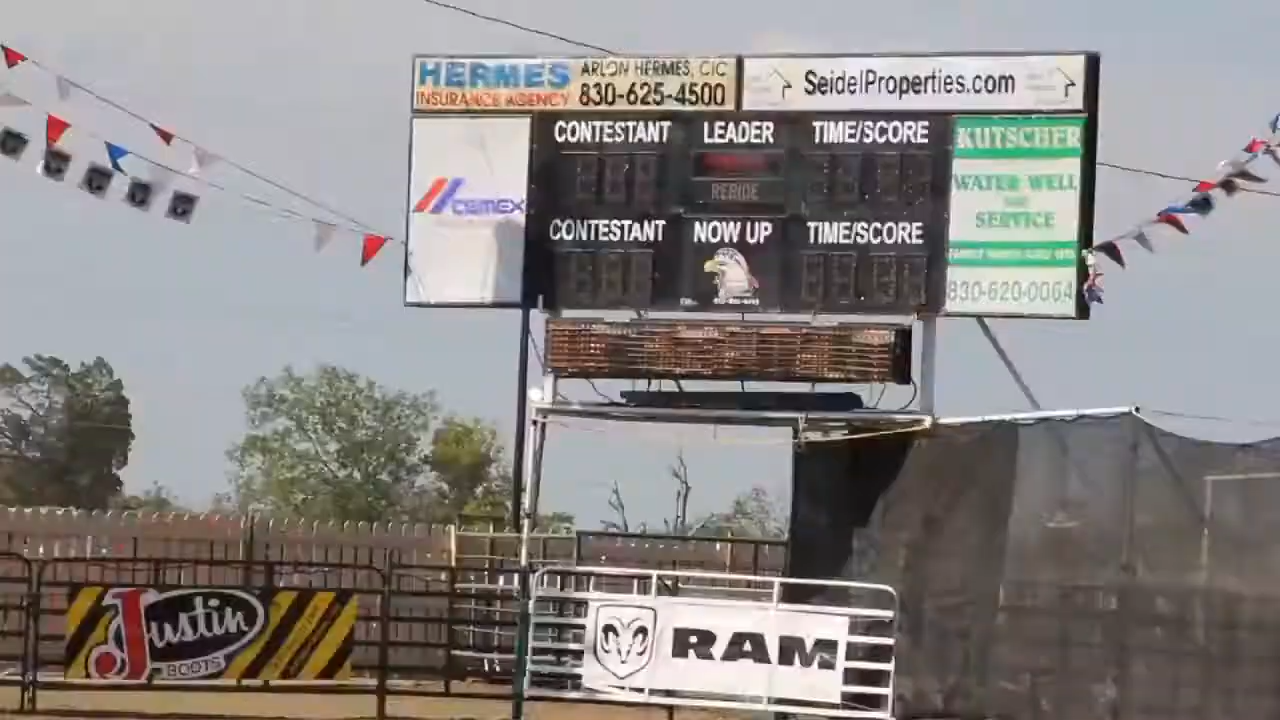 HERMES
INSURANCE AGENCY
ARLON HERMES, CIC
830-625-4500
SeidelProperties.com
CEMEX
CONTESTANT LEADER TIME/SCORE
RERIDE
CONTESTANT NOW UP TIME/SCORE
KUTSCHER
WATER WELL
SERVICE
830-620-0064
Justin
BOOTS
RAM